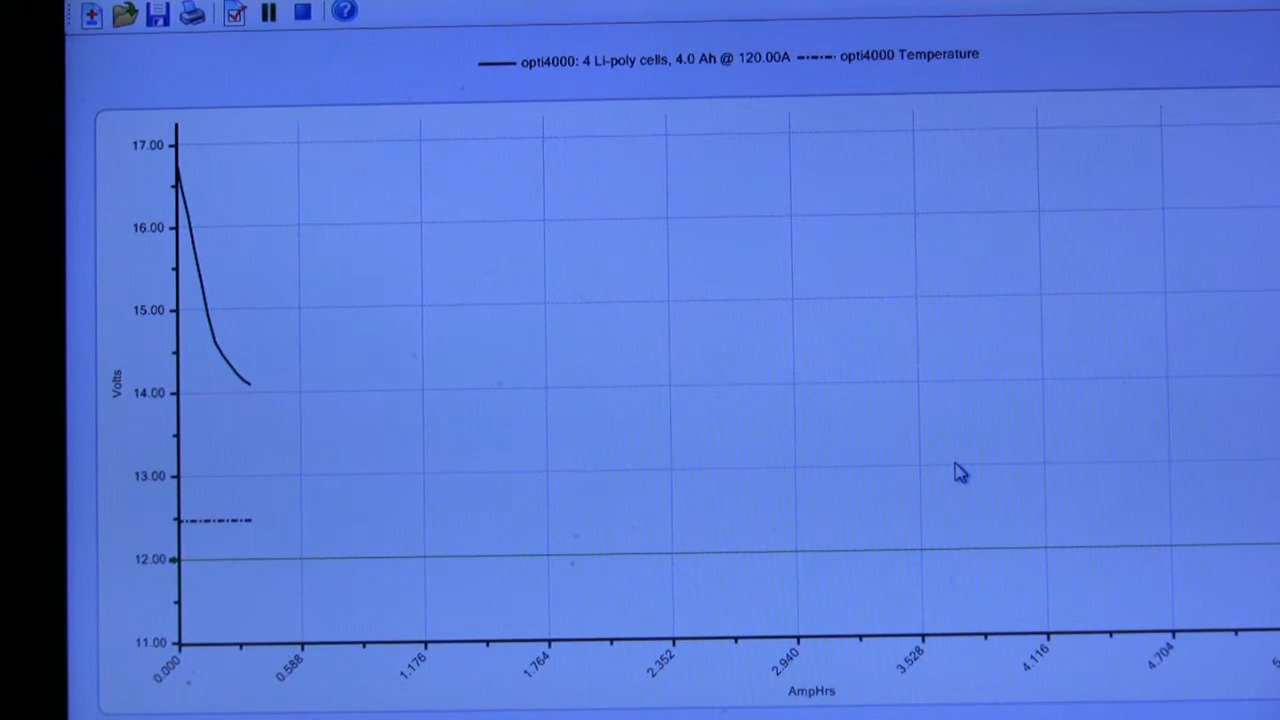 opti4000: 4 Li-poly cells, 4.0 Ah @ 120.00A opti4000 Temperature
17.00
16.00
15.00
Volts
14.00
13.00
12.00
11.00
0.000 0.588 1.176 1.764 2.352 2.940 3.528 4.116 4.704
AmpHrs